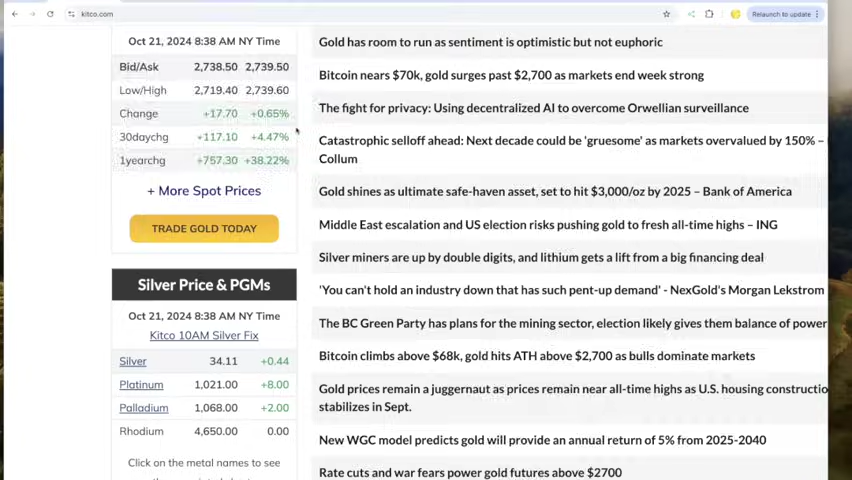 kitco.com
Relaunch to update
Oct 21, 2024 8:38 AM NY Time
Bid/Ask 2,738.50 2,739.50
Low/High 2,719.40 2,739.60
Change +17.70 +0.65%
30daychg +117.10 +4.47%
1yearchg +757.30 +38.22%
+ More Spot Prices
TRADE GOLD TODAY
Silver Price & PGMs
Oct 21, 2024 8:38 AM NY Time
Kitco 10AM Silver Fix
Silver 34.11 +0.44
Platinum 1,021.00 +8.00
Palladium 1,068.00 +2.00
Rhodium 4,650.00 0.00
Click on the metal names to see
Gold has room to run as sentiment is optimistic but not euphoric
Bitcoin nears $70k, gold surges past $2,700 as markets end week strong
The fight for privacy: Using decentralized AI to overcome Orwellian surveillance
Catastrophic selloff ahead: Next decade could be 'gruesome' as markets overvalued by 150% –
Collum
Gold shines as ultimate safe-haven asset, set to hit $3,000/oz by 2025 – Bank of America
Middle East escalation and US election risks pushing gold to fresh all-time highs – ING
Silver miners are up by double digits, and lithium gets a lift from a big financing deal
'You can't hold an industry down that has such pent-up demand' - NexGold's Morgan Lekstrom
The BC Green Party has plans for the mining sector, election likely gives them balance of power
Bitcoin climbs above $68k, gold hits ATH above $2,700 as bulls dominate markets
Gold prices remain a juggernaut as prices remain near all-time highs as U.S. housing constructio
stabilizes in Sept.
New WGC model predicts gold will provide an annual return of 5% from 2025-2040
Rate cuts and war fears power gold futures above $2700